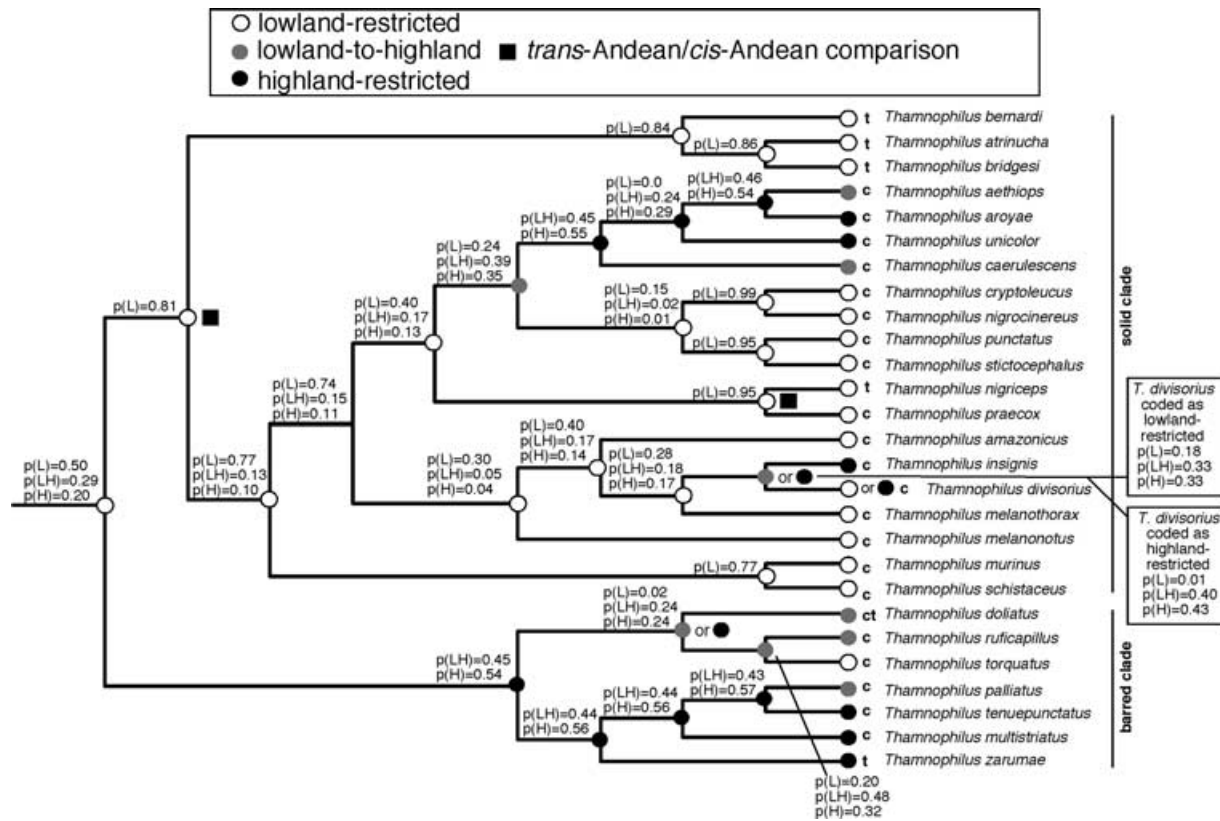 lowland-restricted
lowland-to-highland
trans-Andean/cis-Andean comparison
highland-restricted
p(L)=0.84
t Thamnophilus bernardi
p(L)=0.86
t Thamnophilus atrinucha
t Thamnophilus bridgesi
p(LH)=0.46
p(H)=0.54
c Thamnophilus aethiops
p(L)=0.0
p(LH)=0.24
p(H)=0.29
c Thamnophilus aroyae
c Thamnophilus unicolor
p(LH)=0.45
p(H)=0.55
c Thamnophilus caerulescens
p(L)=0.24
p(LH)=0.39
p(H)=0.35
p(L)=0.15
p(LH)=0.02
p(H)=0.01
p(L)=0.99
c Thamnophilus cryptoleucus
c Thamnophilus nigrocinereus
p(L)=0.95
c Thamnophilus punctatus
c Thamnophilus stictocephalus
p(L)=0.81
p(L)=0.40
p(LH)=0.17
p(H)=0.13
p(L)=0.95
t Thamnophilus nigriceps
c Thamnophilus praecox
p(L)=0.74
p(LH)=0.15
p(H)=0.11
p(L)=0.40
p(LH)=0.17
p(H)=0.14
c Thamnophilus amazonicus
p(L)=0.28
p(LH)=0.18
p(H)=0.17
c Thamnophilus insignis
or
or c Thamnophilus divisorius
p(L)=0.30
p(LH)=0.05
p(H)=0.04
c Thamnophilus melanothorax
c Thamnophilus melanonotus
p(L)=0.50
p(LH)=0.29
p(H)=0.20
p(L)=0.77
p(LH)=0.13
p(H)=0.10
p(L)=0.77
c Thamnophilus murinus
c Thamnophilus schistaceus
solid clade
T. divisorius
coded as
lowland-
restricted
p(L)=0.18
p(LH)=0.33
p(H)=0.33
T. divisorius
coded as
highland-
restricted
p(L)=0.01
p(LH)=0.40
p(H)=0.43
p(L)=0.02
p(LH)=0.24
p(H)=0.24
or
ct Thamnophilus doliatus
c Thamnophilus ruficapillus
c Thamnophilus torquatus
p(LH)=0.45
p(H)=0.54
p(LH)=0.43
p(H)=0.57
c Thamnophilus palliatus
c Thamnophilus tenuepunctatus
p(LH)=0.44
p(H)=0.56
c Thamnophilus multistriatus
p(LH)=0.44
p(H)=0.56
t Thamnophilus zarumae
barred clade
p(L)=0.20
p(LH)=0.48
p(H)=0.32